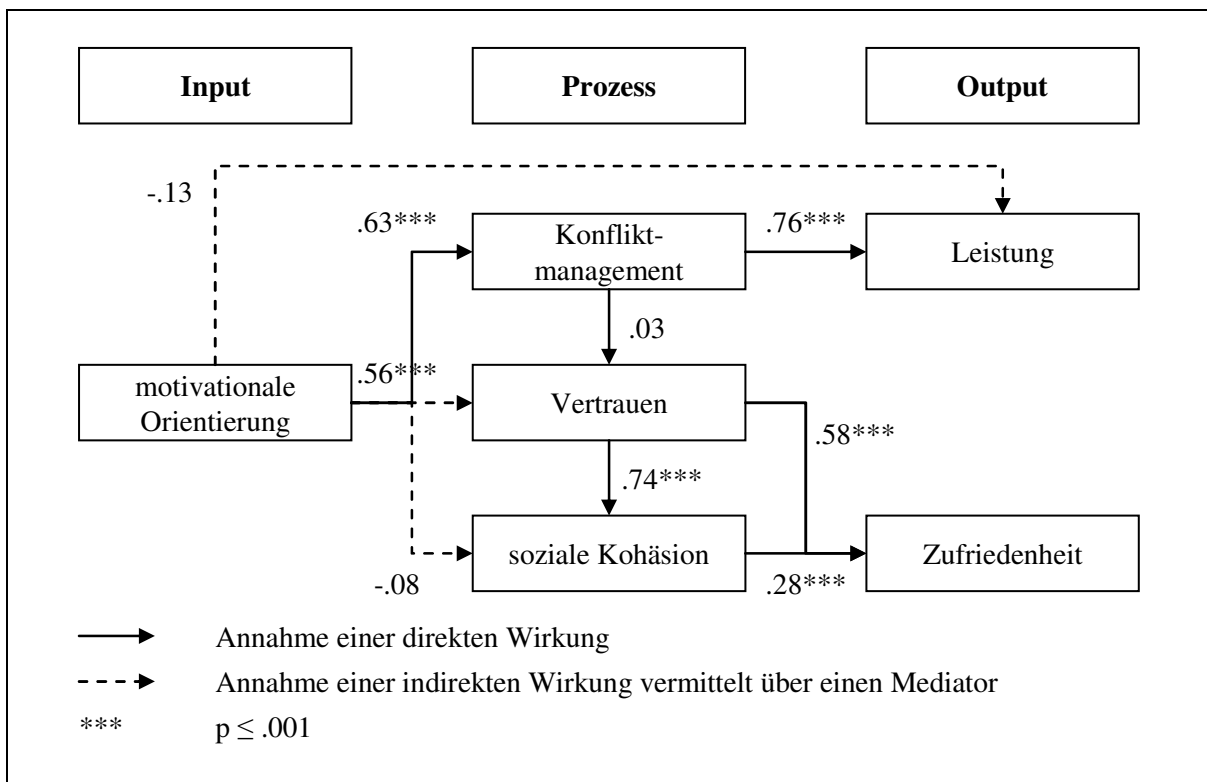 Input
Prozess
Output
-.13
.63***
Konflikt-
management
.76***
Leistung
.03
motivationale
Orientierung
.56***
Vertrauen
.58***
.74***
soziale Kohäsion
Zufriedenheit
-.08
.28***
Annahme einer direkten Wirkung
Annahme einer indirekten Wirkung vermittelt über einen Mediator
*** p ≤ .001